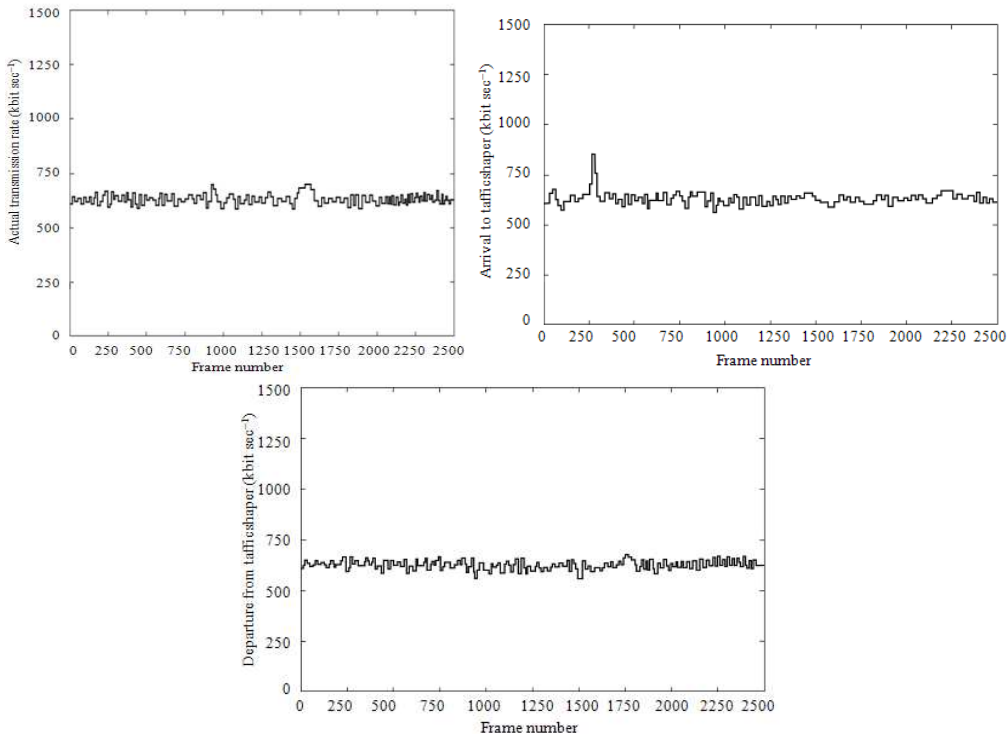 Actual transmission rate (kbit sec⁻¹)
1500
1250
1000
750
500
250
0
0 250 500 750 1000 1250 1500 1750 2000 2250 2500
Frame number
Arrival to tafficshaper (kbit sec⁻¹)
1500
1250
1000
750
500
250
0
0 250 500 750 1000 1250 1500 1750 2000 2250 2500
Frame number
Departure from tafficshaper (kbit sec⁻¹)
1500
1250
1000
750
500
250
0
0 250 500 750 1000 1250 1500 1750 2000 2250 2500
Frame number